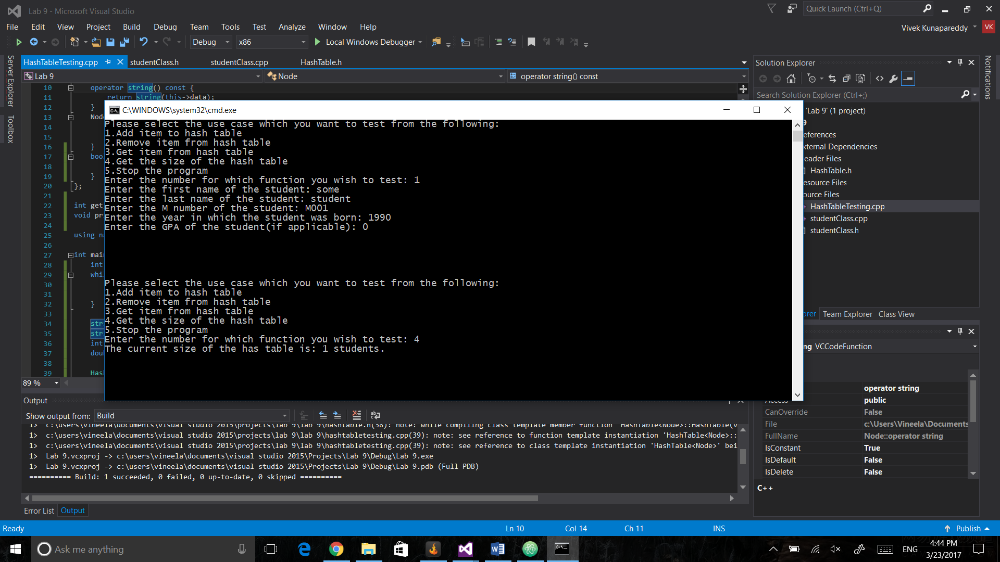 Lab 9 - Microsoft Visual Studio
Quick Launch (Ctrl+Q)
File Edit View Project Build Debug Team Tools Test Analyze Window Help
Vivek Kunapareddy VK
Debug x86 Local Windows Debugger
Server Explorer
Toolbox
HashTableTesting.cpp studentClass.h studentClass.cpp HashTable.h
Lab 9 Node operator string() const
10 operator string() const {
11 return string(this->data);
12 }
13 Nod
14
15
16 }
17 boo
18
19 }
20 };
21
22 int get
23 void pri
24
25 using na
26
27 int main
28 int
29 whil
30
31
32 }
33
34 stri
35 stri
36 int
37 doub
38
39 Hash
89 %
C:\WINDOWS\system32\cmd.exe
Please select the use case which you want to test from the following:
1.Add item to hash table
2.Remove item from hash table
3.Get item from hash table
4.Get the size of the hash table
5.Stop the program
Enter the number for which function you wish to test: 1
Enter the first name of the student: some
Enter the last name of the student: student
Enter the M number of the student: M001
Enter the year in which the student was born: 1990
Enter the GPA of the student(if applicable): 0
Please select the use case which you want to test from the following:
1.Add item to hash table
2.Remove item from hash table
3.Get item from hash table
4.Get the size of the hash table
5.Stop the program
Enter the number for which function you wish to test: 4
The current size of the has table is: 1 students.
Output
Show output from: Build
1> c:\users\vineela\documents\visual studio 2015\projects\lab 9\lab 9\hashtable.h(38): note: while compiling class template member function 'HashTable<Node>::HashTable(v
1> c:\users\vineela\documents\visual studio 2015\projects\lab 9\lab 9\hashtabletesting.cpp(39): note: see reference to function template instantiation 'HashTable<Node>::
1> c:\users\vineela\documents\visual studio 2015\projects\lab 9\lab 9\hashtabletesting.cpp(39): note: see reference to class template instantiation 'HashTable<Node>' bei
1> Lab 9.vcxproj -> c:\users\vineela\documents\visual studio 2015\Projects\Lab 9\Debug\Lab 9.exe
1> Lab 9.vcxproj -> c:\users\vineela\documents\visual studio 2015\Projects\Lab 9\Debug\Lab 9.pdb (Full PDB)
========== Build: 1 succeeded, 0 failed, 0 up-to-date, 0 skipped ==========
Error List Output
Solution Explorer
Search Solution Explorer (Ctrl+;)
'Lab 9' (1 project)
9
eferences
xternal Dependencies
eader Files
HashTable.h
esource Files
ource Files
HashTableTesting.cpp
studentClass.cpp
studentClass.h
orer Team Explorer Class View
Notifications
ng VCCodeFunction
operator string
Access public
CanOverride False
File c:\Users\Vineela\Documents
FullName Node::operator string
IsConstant True
IsDefault False
IsDelete False
C++
Ready Ln 10 Col 14 Ch 11 INS Publish
Ask me anything
ENG
4:44 PM
3/23/2017